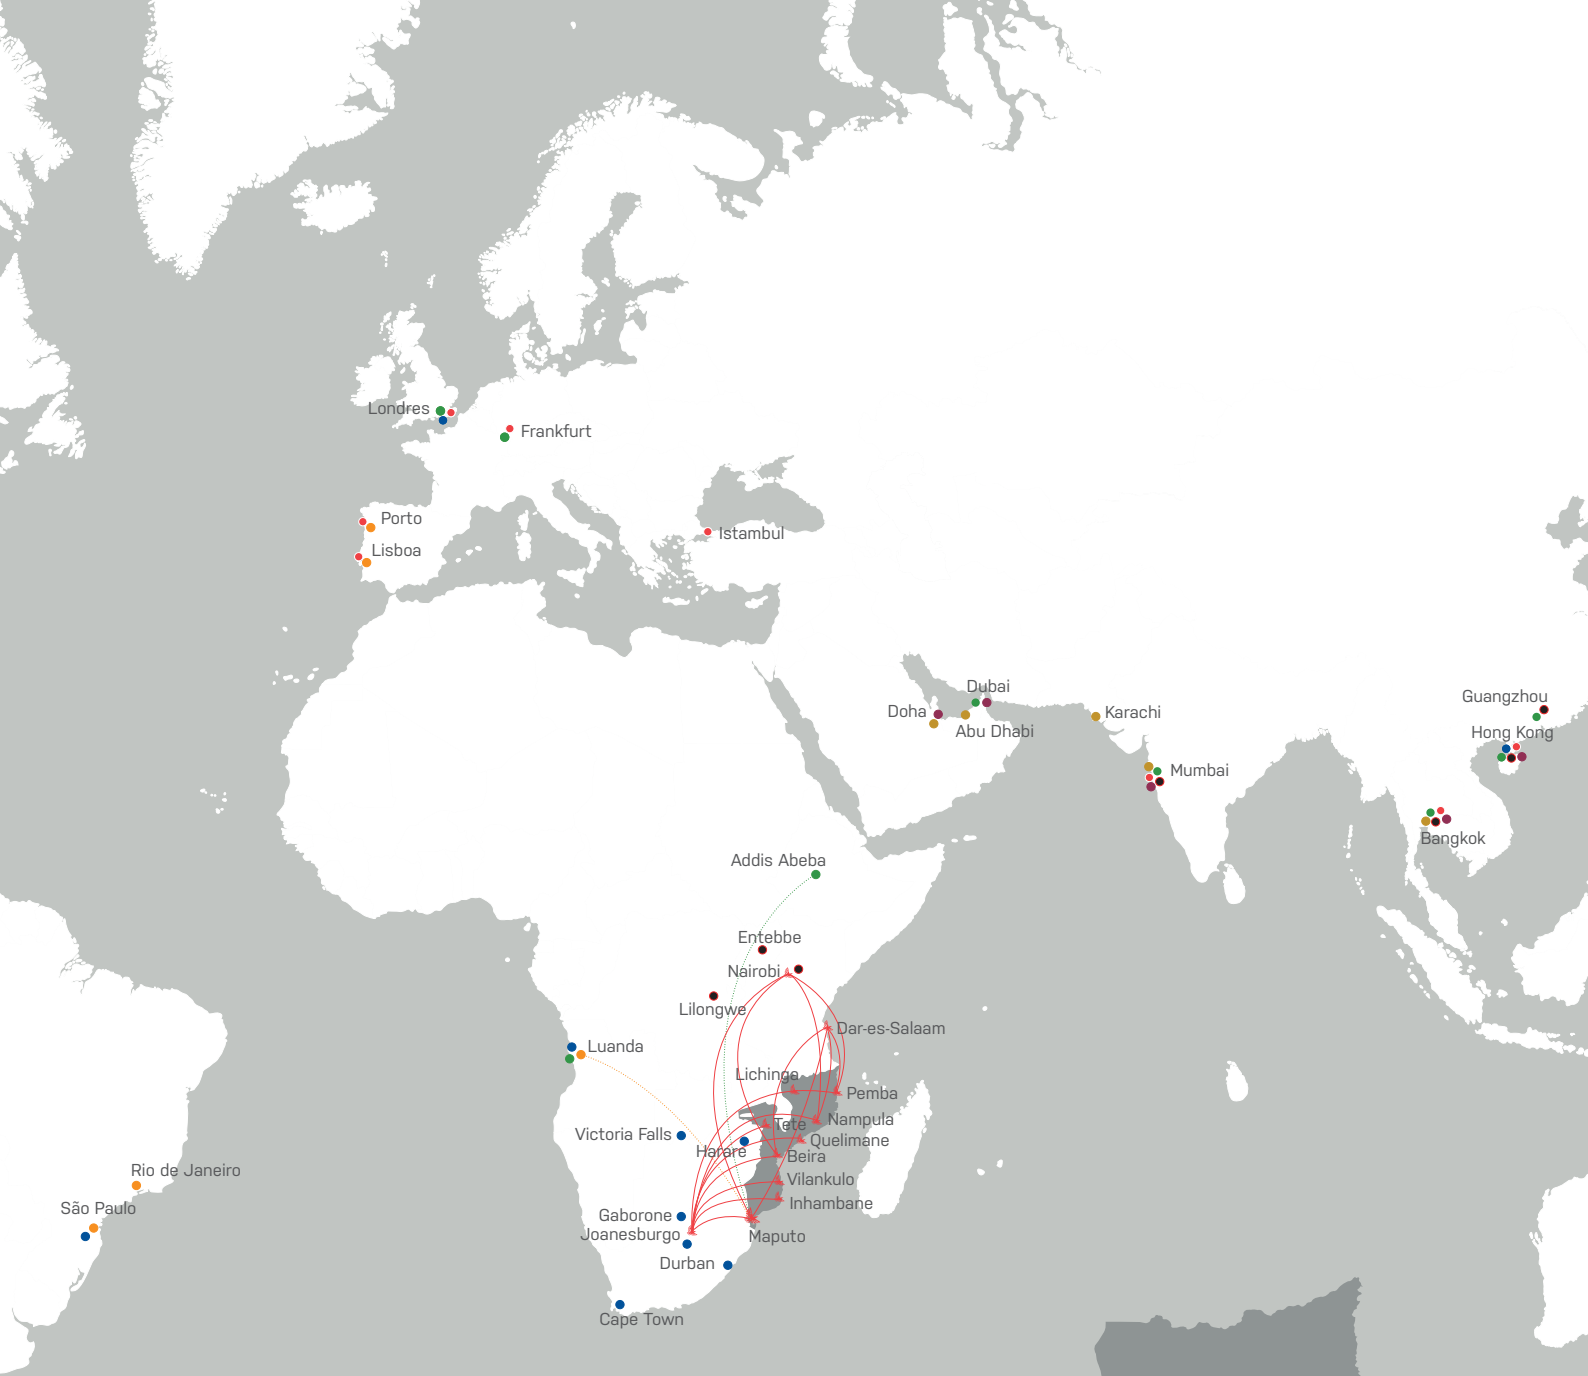 Londres
Frankfurt
Porto
Istambul
Lisboa
Dubai
Doha
Karachi
Abu Dhabi
Guangzhou
Hong Kong
Mumbai
Bangkok
Addis Abeba
Entebbe
Nairobi
Lilongwe
Dar-es-Salaam
Luanda
Lichinga
Pemba
Nampula
Tete
Victoria Falls
Quelimane
Harare
Beira
Rio de Janeiro
Vilankulo
São Paulo
Inhambane
Gaborone
Joanesburgo
Maputo
Durban
Cape Town